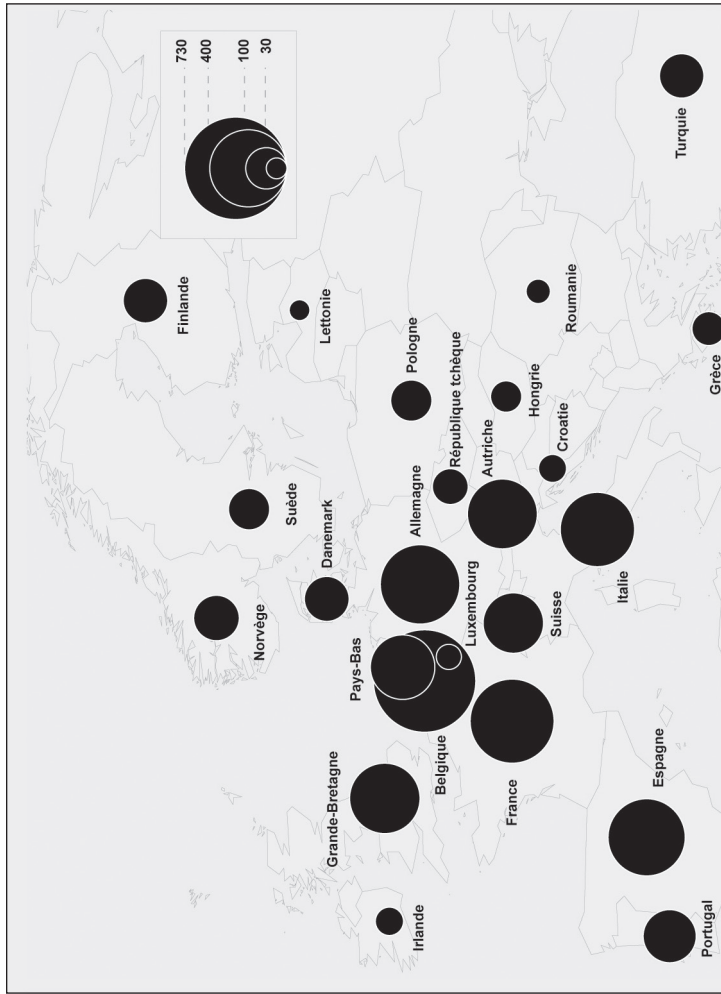 730
400
100
30
Finlande
Turquie
Norvège
Suède
Lettonie
Danemark
Grande-Bretagne
Pays-Bas
Allemagne
Pologne
Irlande
Belgique
Luxembourg
République tchèque
Autriche
Hongrie
Roumanie
France
Suisse
Croatie
Italie
Espagne
Portugal
Grèce